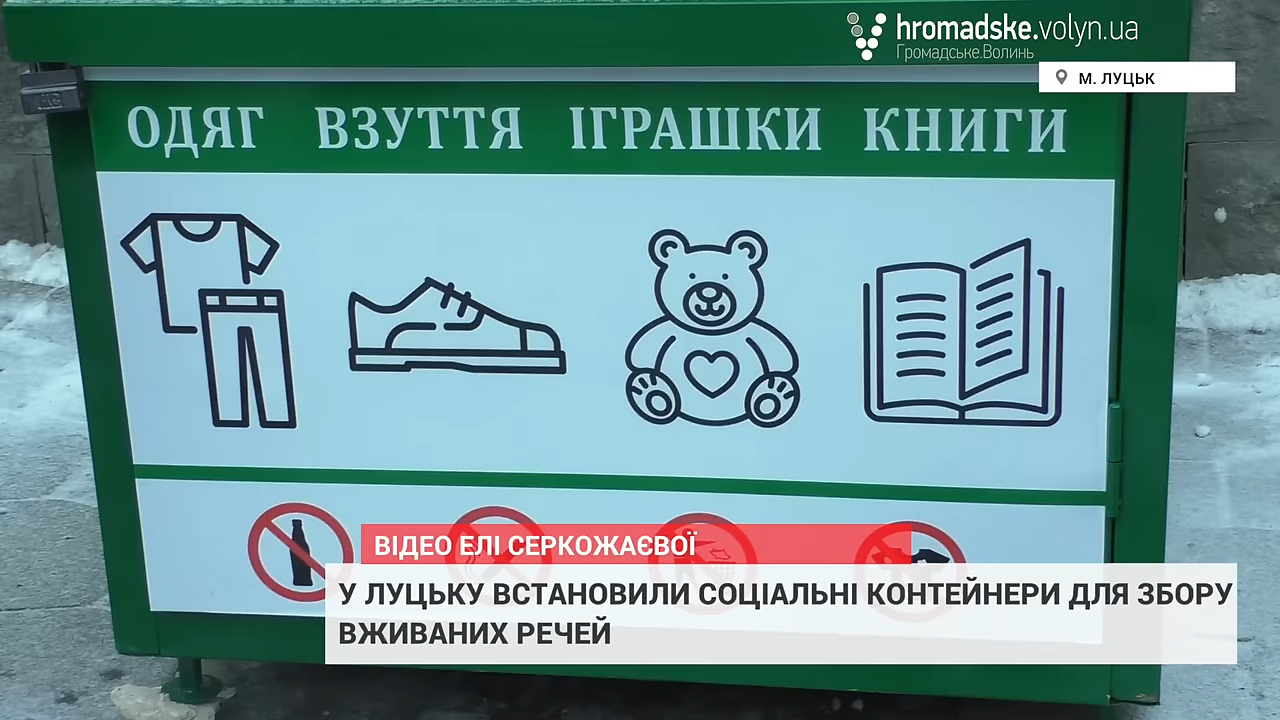 hromadske.volyn.ua
Громадське.Волинь
М. ЛУЦЬК
ОДЯГ ВЗУТТЯ ІГРАШКИ КНИГИ
ВІДЕО ЕЛІ СЕРКОЖАЄВОЇ
У ЛУЦЬКУ ВСТАНОВИЛИ СОЦІАЛЬНІ КОНТЕЙНЕРИ ДЛЯ ЗБОРУ
ВЖИВАНИХ РЕЧЕЙ